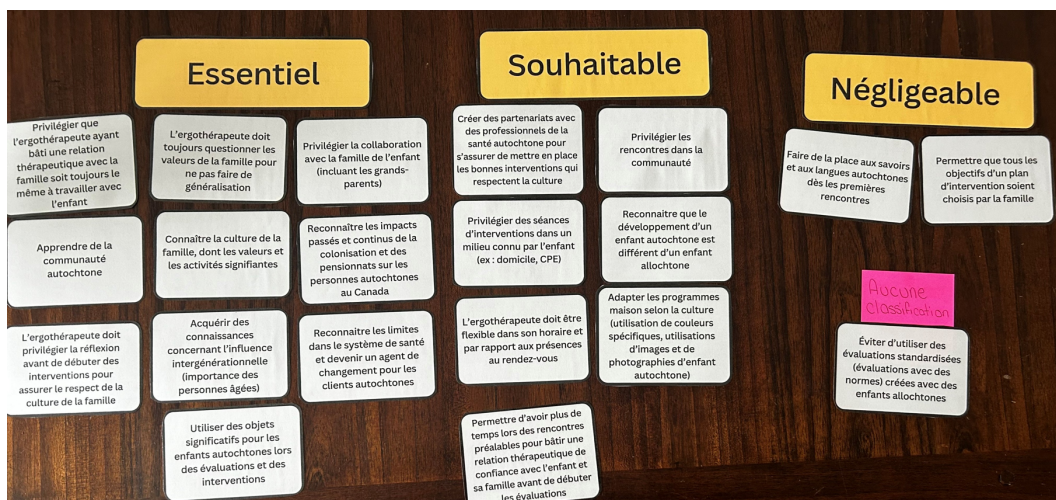 Essentiel
Privilégier que
l'ergothérapeute ayant
bâti une relation
thérapeutique avec la
famille soit toujours le
même à travailler avec
l'enfant
L'ergothérapeute doit
toujours questionner les
valeurs de la famille pour
ne pas faire de
généralisation
Privilégier la collaboration
avec la famille de l'enfant
(incluant les grands-
parents)
Apprendre de la
communauté
autochtone
Connaître la culture de la
famille, dont les valeurs et
les activités signifiantes
Reconnaître les impacts
passés et continus de la
colonisation et des
pensionnats sur les
personnes autochtones
au Canada
L'ergothérapeute doit
privilégier la réflexion
avant de débuter des
interventions pour
assurer le respect de la
culture de la famille
Acquérir des
connaissances
concernant l'influence
intergénérationnelle
(importance des
personnes âgées)
Reconnaitre les limites
dans le système de santé
et devenir un agent de
changement pour les
clients autochtones
Utiliser des objets
significatifs pour les
enfants autochtones lors
des évaluations et des
interventions
Souhaitable
Créer des partenariats avec
des professionnels de la
santé autochtone pour
s'assurer de mettre en place
les bonnes interventions qui
respectent la culture
Privilégier les
rencontres dans la
communauté
Privilégier des séances
d'interventions dans un
milieu connu par l'enfant
(ex : domicile, CPE)
Reconnaitre que le
développement d'un
enfant autochtone est
différent d'un enfant
allochtone
L'ergothérapeute doit être
flexible dans son horaire et
par rapport aux présences
au rendez-vous
Adapter les programmes
maison selon la culture
(utilisation de couleurs
spécifiques, utilisations
d'images et de
photographies d'enfant
autochtone)
Permettre d'avoir plus de
temps lors des rencontres
préalables pour bâtir une
relation thérapeutique de
confiance avec l'enfant et
sa famille avant de débuter
les évaluations
Négligeable
Faire de la place aux savoirs
et aux langues autochtones
dès les premières
rencontres
Permettre que tous les
objectifs d'un plan
d'intervention soient
choisis par la famille
Aucune
classification
Éviter d'utiliser des
évaluations standardisées
(évaluations avec des
normes) créées avec des
enfants allochtones